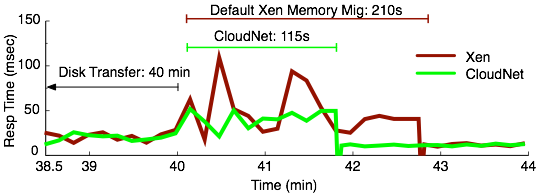 Default Xen Memory Mig: 210s
CloudNet: 115s
Disk Transfer: 40 min
Xen
CloudNet
Resp Time (msec)
150
100
50
0
38.5 39 40 41 42 43 44
Time (min)